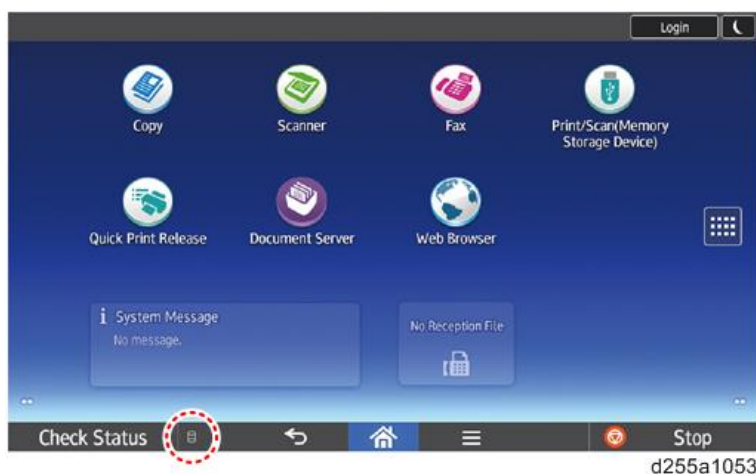 Login
Copy
Scanner
Fax
Print/Scan(Memory
Storage Device)
Quick Print Release
Document Server
Web Browser
i System Message
No message.
No Reception File
Check Status
Stop
d255a1053